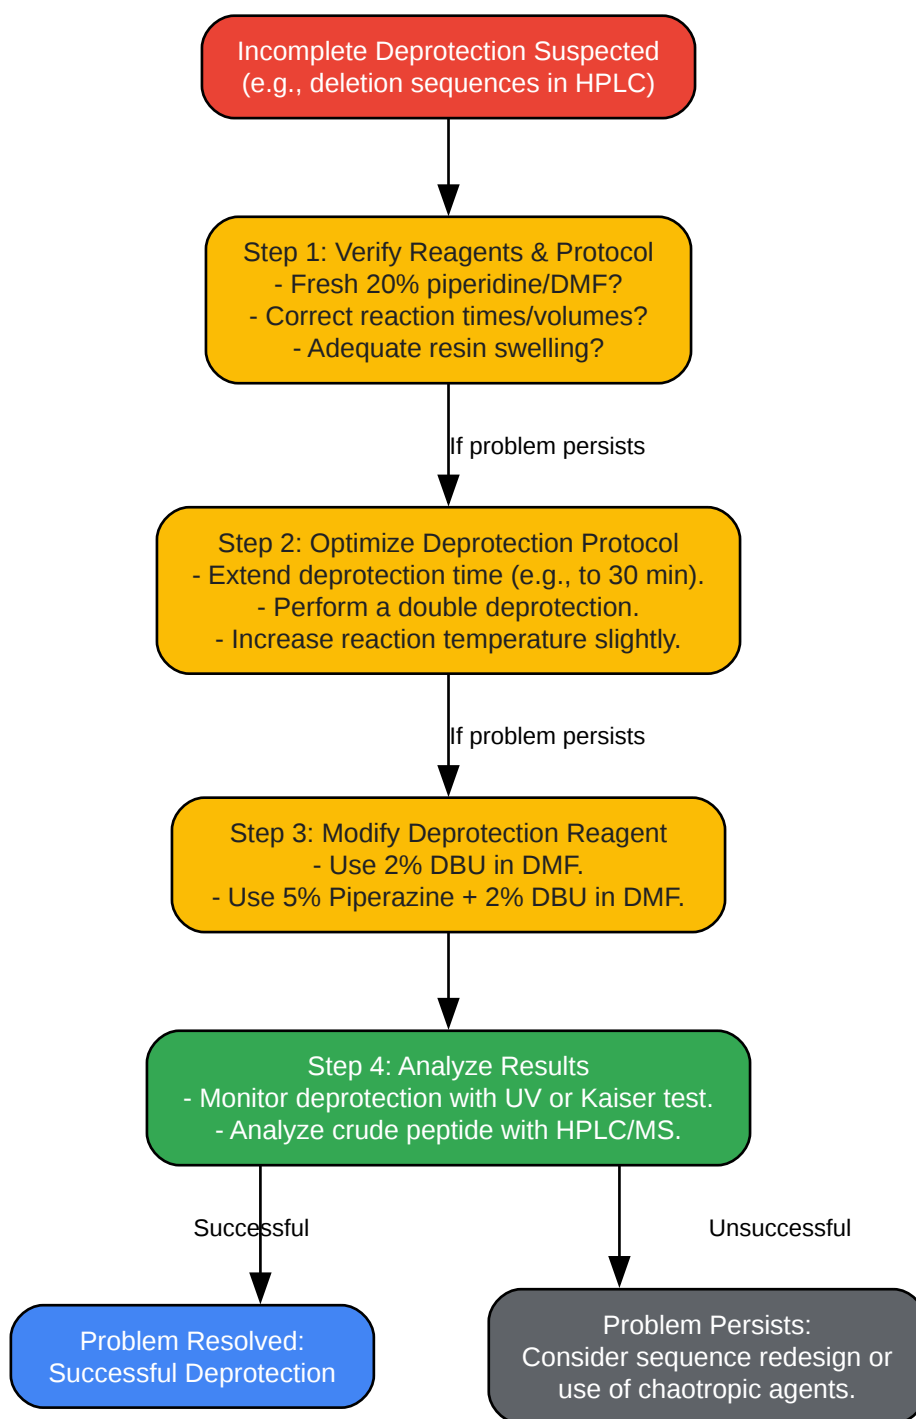 Incomplete Deprotection Suspected
(e.g., deletion sequences in HPLC)
Step 1: Verify Reagents & Protocol
- Fresh 20% piperidine/DMF?
- Correct reaction times/volumes?
- Adequate resin swelling?
If problem persists
Step 2: Optimize Deprotection Protocol
- Extend deprotection time (e.g., to 30 min).
- Perform a double deprotection.
- Increase reaction temperature slightly.
If problem persists
Step 3: Modify Deprotection Reagent
- Use 2% DBU in DMF.
- Use 5% Piperazine + 2% DBU in DMF.
Step 4: Analyze Results
- Monitor deprotection with UV or Kaiser test.
- Analyze crude peptide with HPLC/MS.
Successful
Unsuccessful
Problem Resolved:
Successful Deprotection
Problem Persists:
Consider sequence redesign or
use of chaotropic agents.